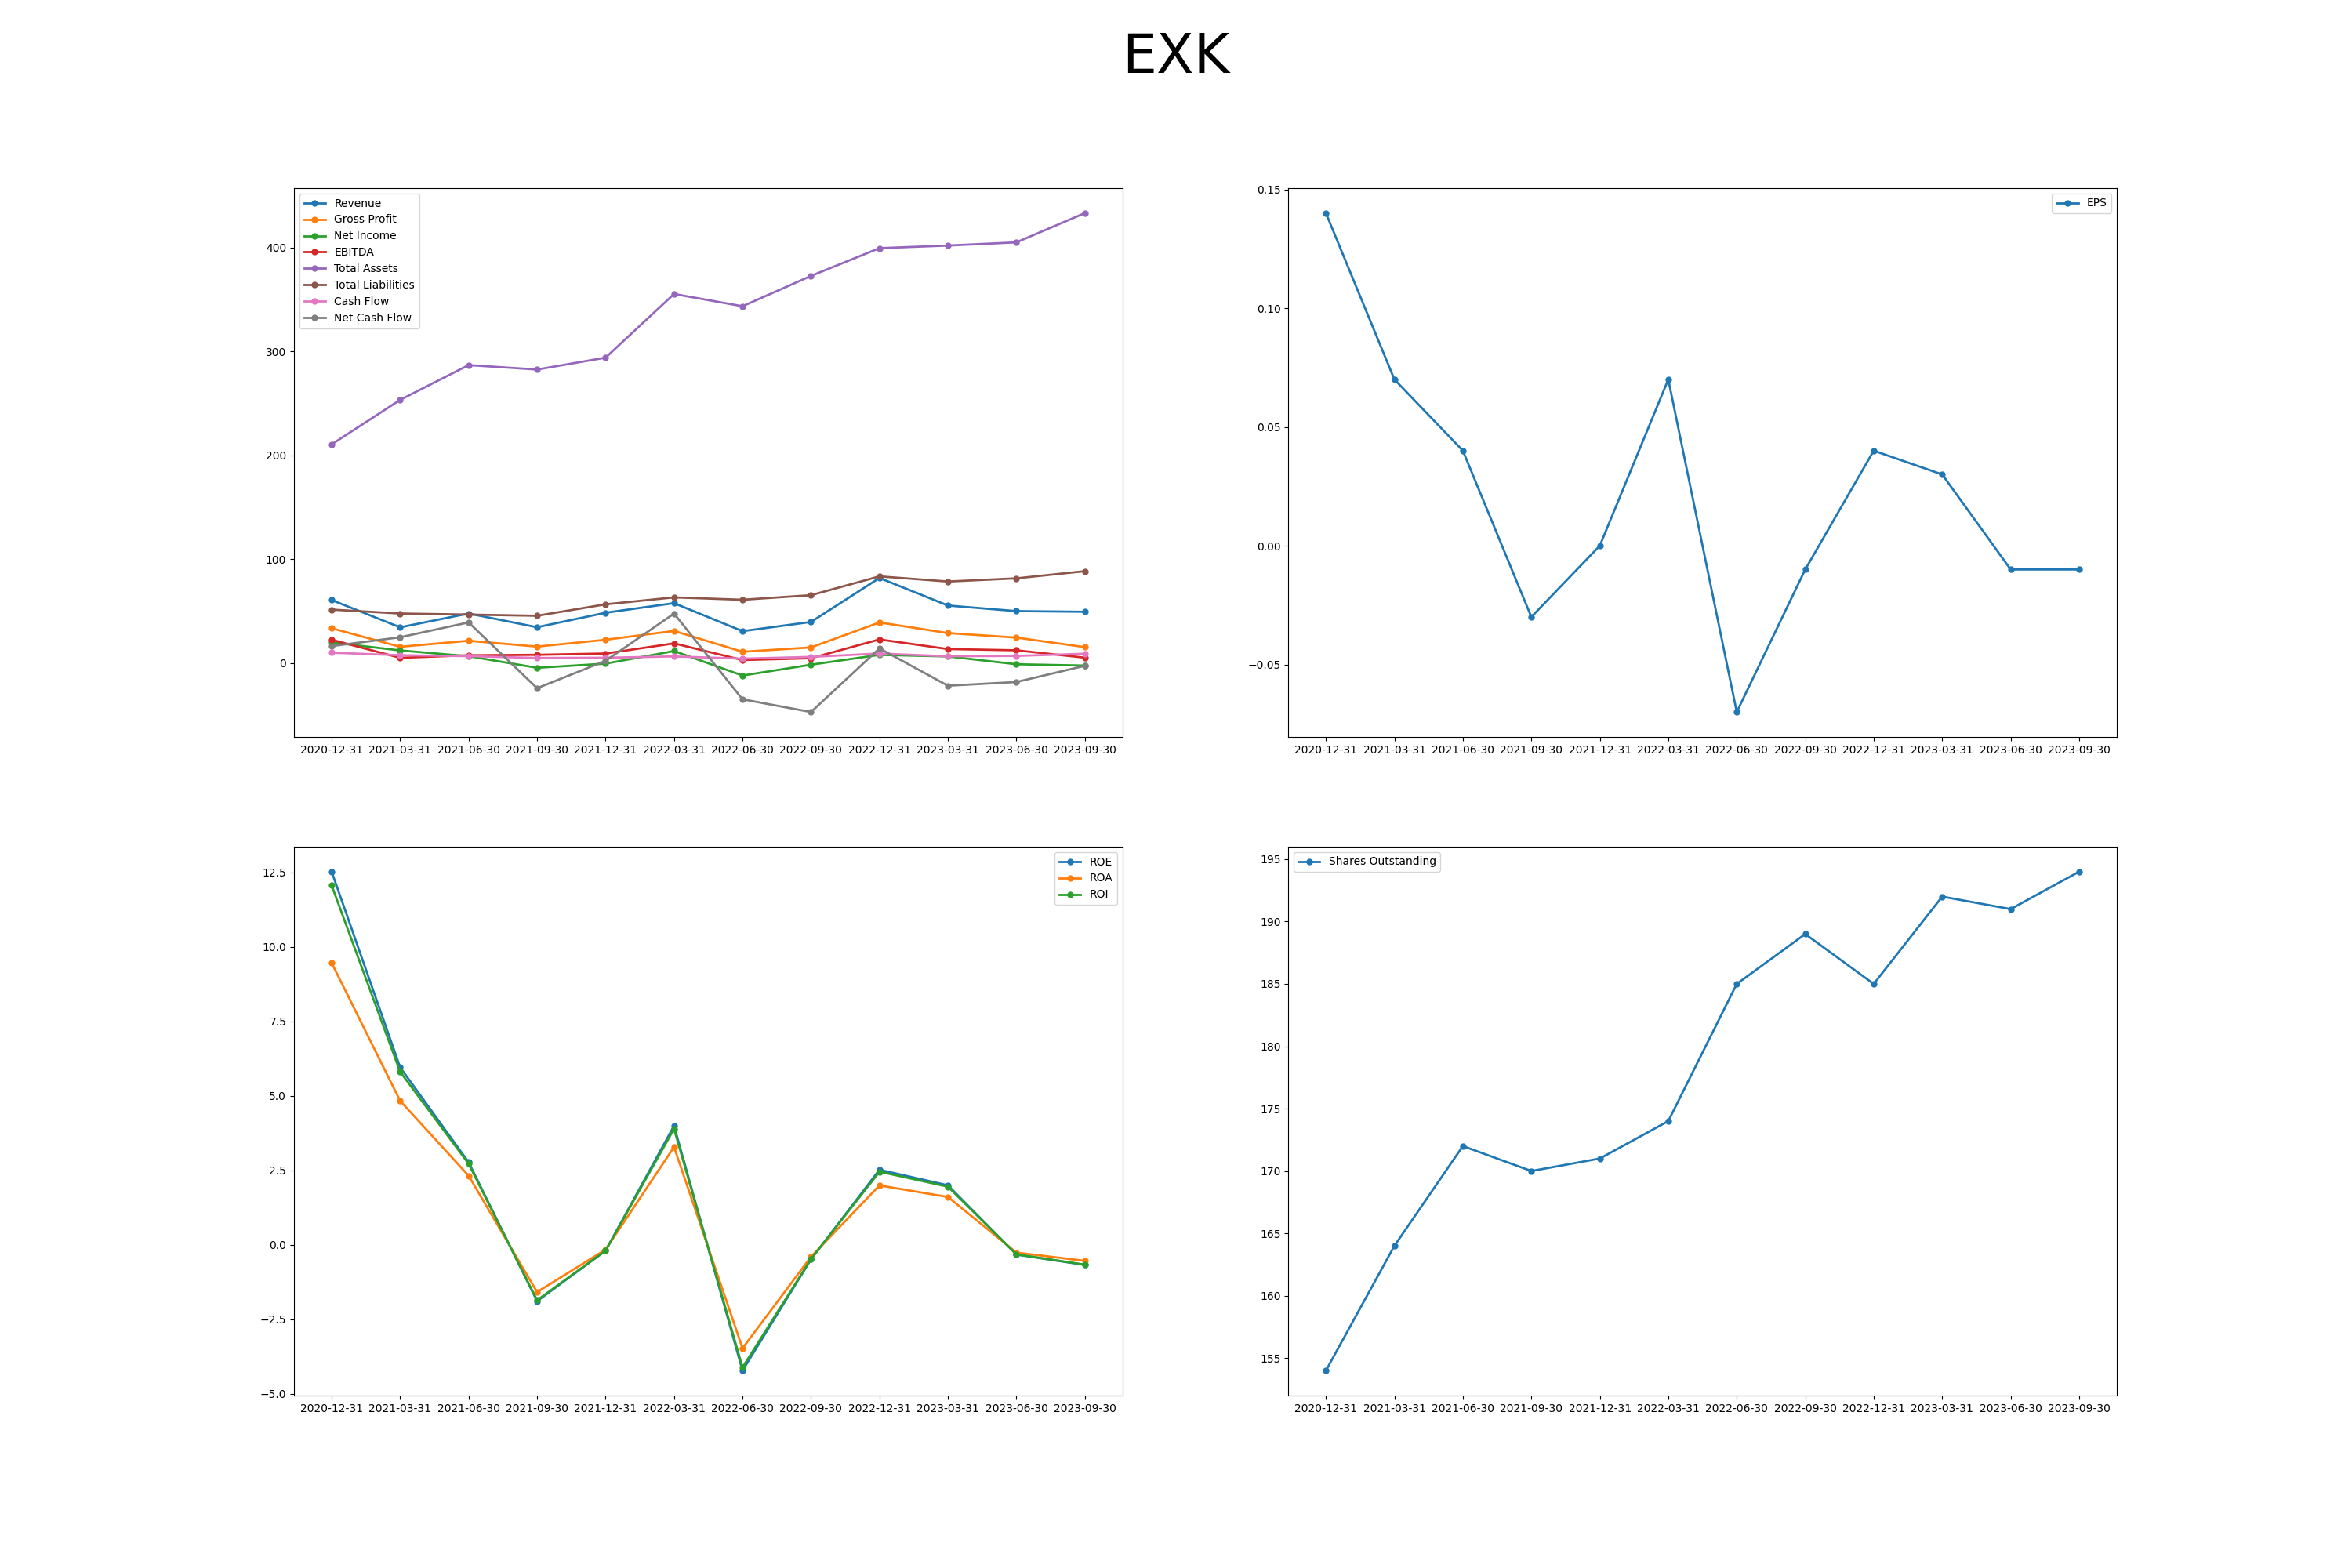 EXK
Revenue
Gross Profit
Net Income
EBITDA
Total Assets
Total Liabilities
Cash Flow
Net Cash Flow
400
300
200
100
0
2020-12-31 2021-03-31 2021-06-30 2021-09-30 2021-12-31 2022-03-31 2022-06-30 2022-09-30 2022-12-31 2023-03-31 2023-06-30 2023-09-30
EPS
0.15
0.10
0.05
0.00
−0.05
2020-12-31 2021-03-31 2021-06-30 2021-09-30 2021-12-31 2022-03-31 2022-06-30 2022-09-30 2022-12-31 2023-03-31 2023-06-30 2023-09-30
ROE
ROA
ROI
12.5
10.0
7.5
5.0
2.5
0.0
−2.5
−5.0
2020-12-31 2021-03-31 2021-06-30 2021-09-30 2021-12-31 2022-03-31 2022-06-30 2022-09-30 2022-12-31 2023-03-31 2023-06-30 2023-09-30
Shares Outstanding
195
190
185
180
175
170
165
160
155
2020-12-31 2021-03-31 2021-06-30 2021-09-30 2021-12-31 2022-03-31 2022-06-30 2022-09-30 2022-12-31 2023-03-31 2023-06-30 2023-09-30